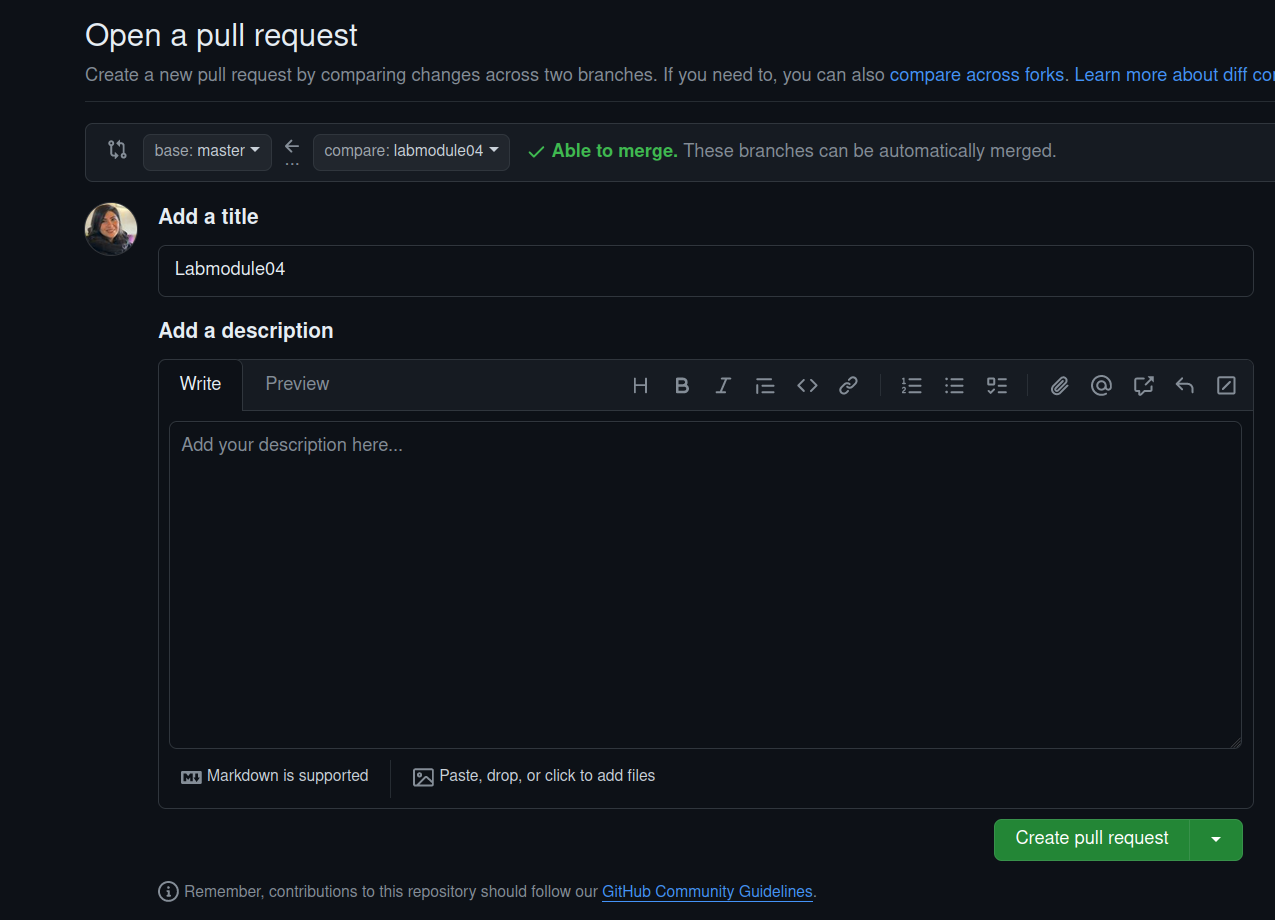 Open a pull request
Create a new pull request by comparing changes across two branches. If you need to, you can also compare across forks. Learn more about diff
base: master
compare: labmodule04
Able to merge. These branches can be automatically merged.
Add a title
Labmodule04
Add a description
Write
Preview
Add your description here...
Markdown is supported
Paste, drop, or click to add files
Create pull request
Remember, contributions to this repository should follow our GitHub Community Guidelines.